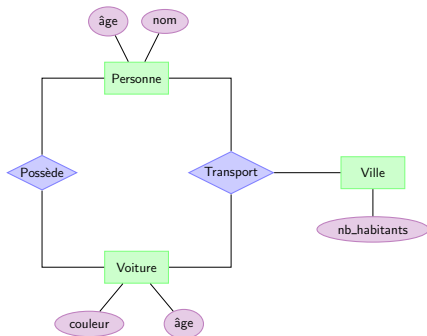 âge
nom
Personne
Possède
Transport
Ville
nb_habitants
Voiture
couleur
âge